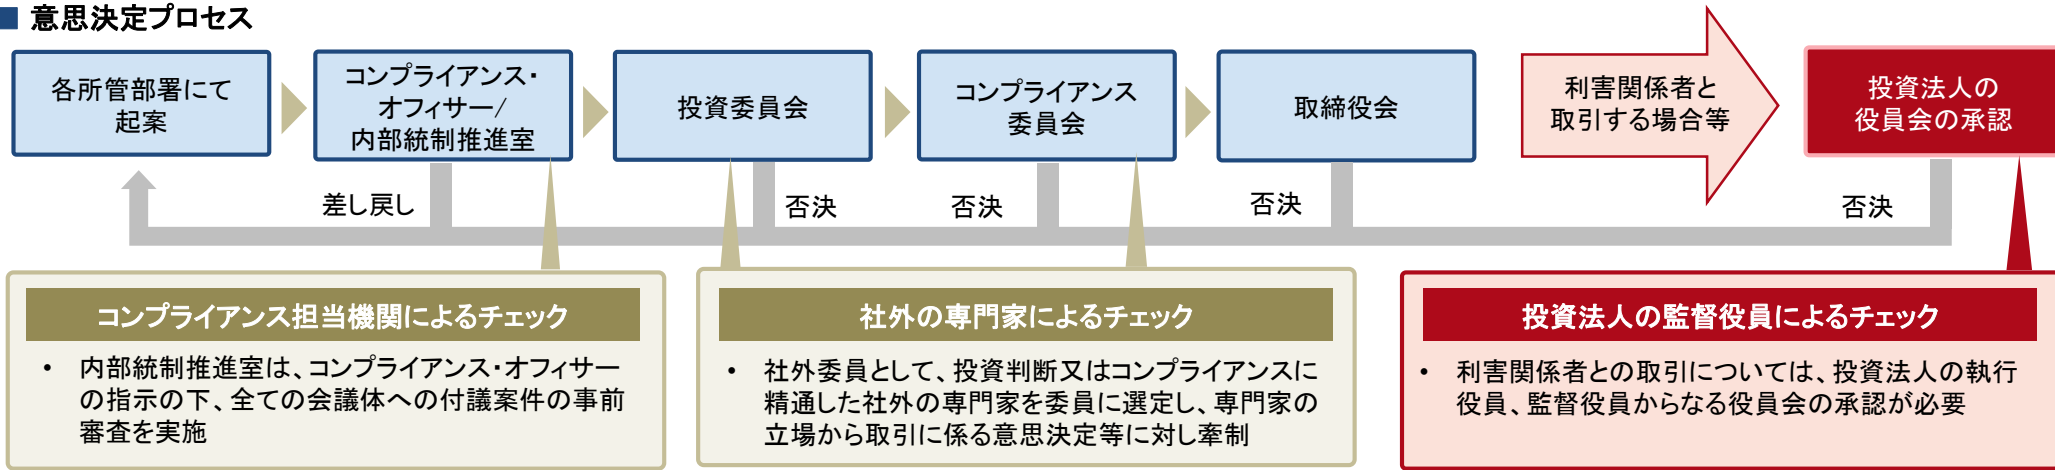 ■ 意思決定プロセス
各所管部署にて
起案
コンプライアンス・
オフィサー/
内部統制推進室
投資委員会
コンプライアンス
委員会
取締役会
利害関係者と
取引する場合等
投資法人の
役員会の承認
差し戻し
否決
否決
否決
否決
コンプライアンス担当機関によるチェック
• 内部統制推進室は、コンプライアンス・オフィサー
の指示の下、全ての会議体への付議案件の事前
審査を実施
社外の専門家によるチェック
• 社外委員として、投資判断又はコンプライアンスに
精通した社外の専門家を委員に選定し、専門家の
立場から取引に係る意思決定等に対し牽制
投資法人の監督役員によるチェック
• 利害関係者との取引については、投資法人の執行
役員、監督役員からなる役員会の承認が必要